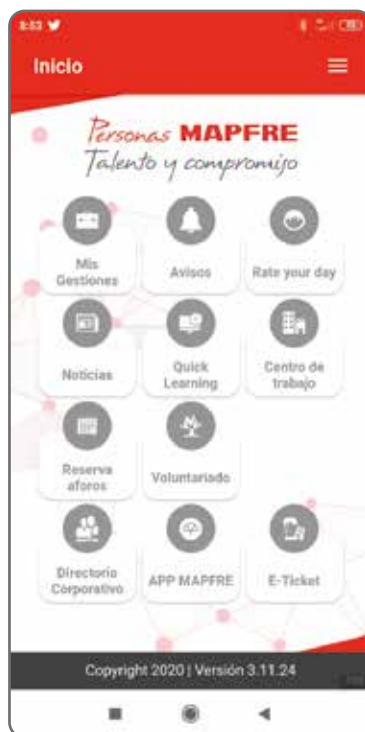 8:53
Inicio
Personas MAPFRE
Talento y compromiso
Mis
Gestiones
Avisos
Rate your day
Noticias
Quick
Learning
Centro de
trabajo
Reserva
aforos
Voluntariado
Directorio
Corporativo
APP MAPFRE
E-Ticket
Copyright 2020 | Versión 3.11.24